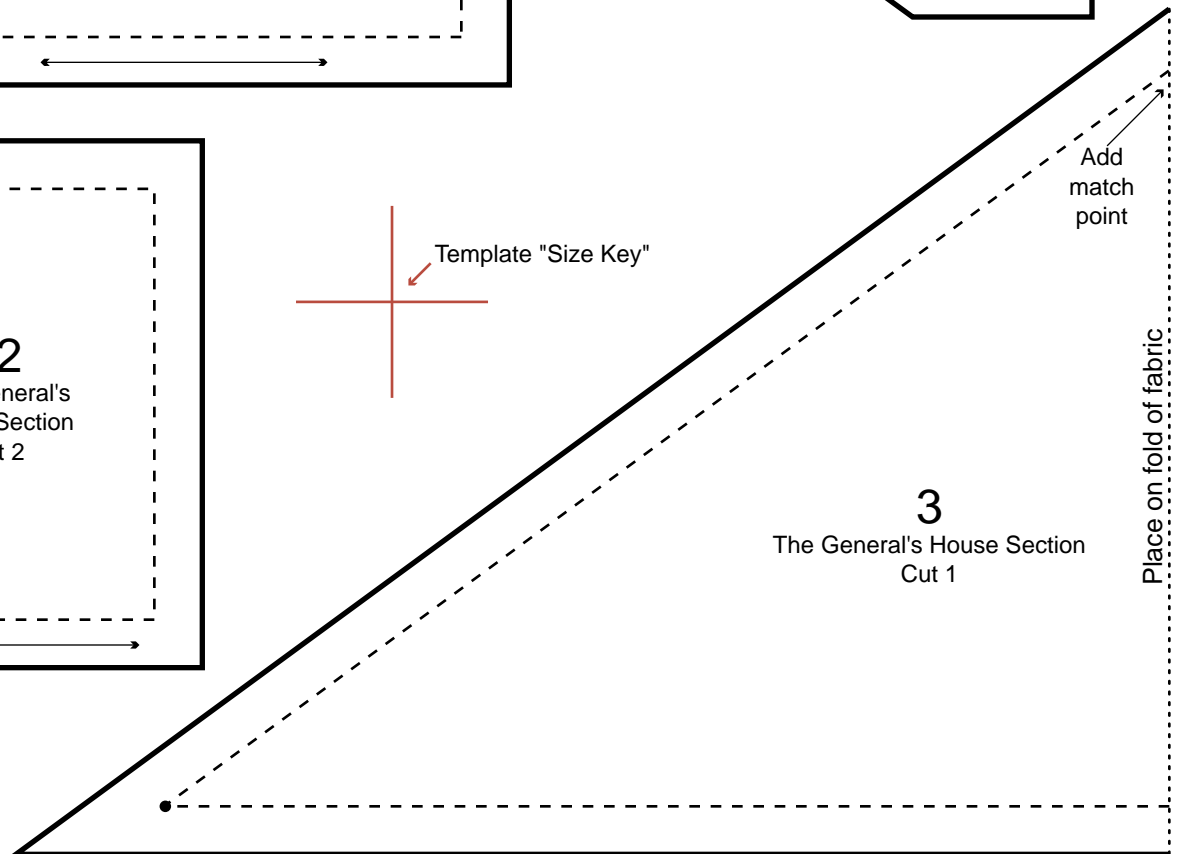 Add
match
point
Template "Size Key"
Place on fold of fabric
2
Section
2
3
The General's House Section
Cut 1